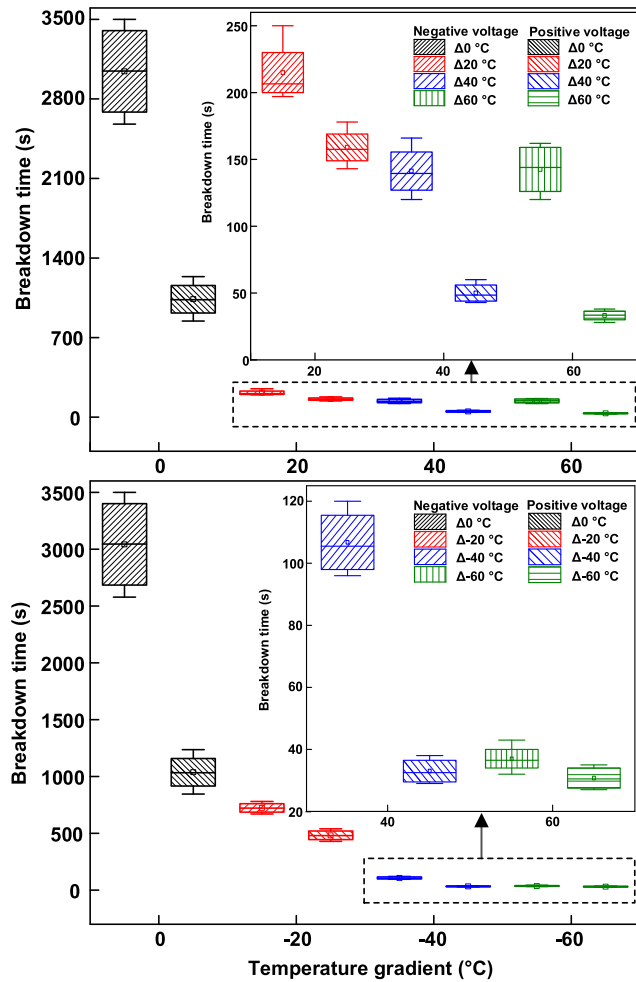 Breakdown time (s)
3500
2800
2100
1400
700
0
Breakdown time (s)
250
200
150
100
50
0
20
40
60
Negative voltage Positive voltage
Δ0 °C Δ0 °C
Δ20 °C Δ20 °C
Δ40 °C Δ40 °C
Δ60 °C Δ60 °C
0 20 40 60
Breakdown time (s)
3500
3000
2500
2000
1500
1000
500
0
Breakdown time (s)
120
100
80
60
40
20
40
60
Negative voltage Positive voltage
Δ0 °C Δ0 °C
Δ-20 °C Δ-20 °C
Δ-40 °C Δ-40 °C
Δ-60 °C Δ-60 °C
0 -20 -40 -60
Temperature gradient (°C)